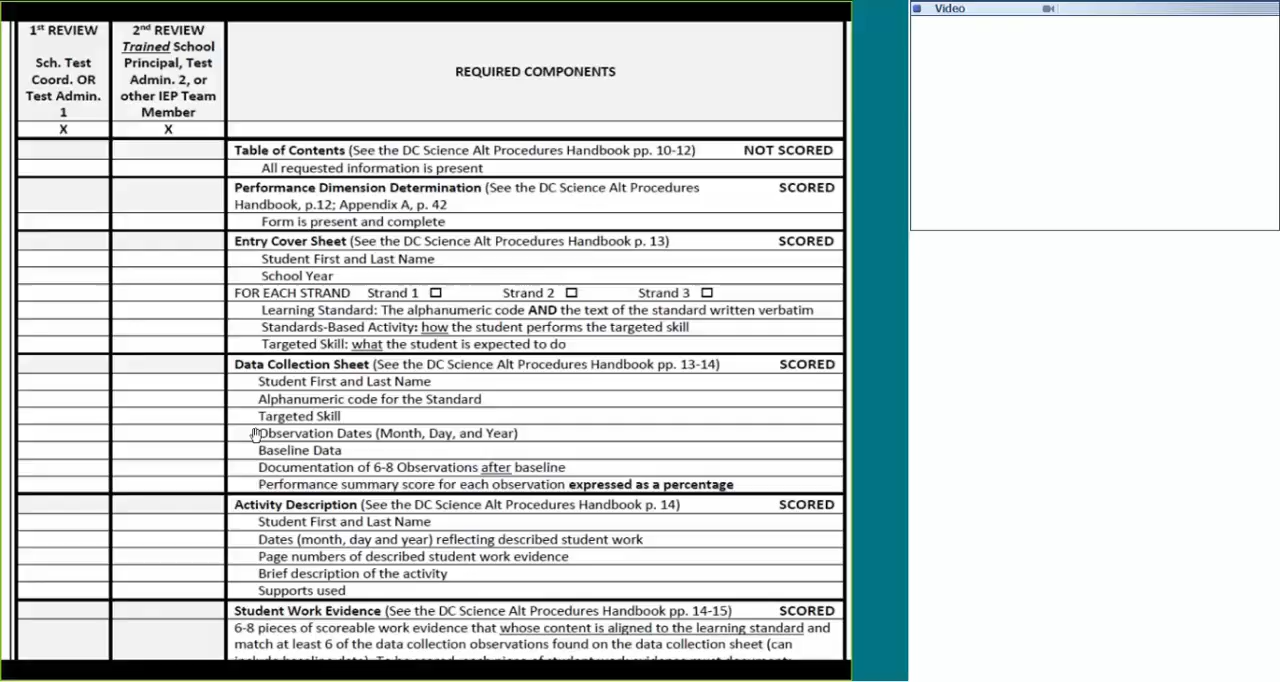 1st REVIEW
Sch. Test
Coord. OR
Test Admin.
1
X
2nd REVIEW
Trained School
Principal, Test
Admin. 2, or
other IEP Team
Member
X
REQUIRED COMPONENTS
Table of Contents (See the DC Science Alt Procedures Handbook pp. 10-12) NOT SCORED
All requested information is present
Performance Dimension Determination (See the DC Science Alt Procedures SCORED
Handbook, p.12; Appendix A, p. 42
Form is present and complete
Entry Cover Sheet (See the DC Science Alt Procedures Handbook p. 13) SCORED
Student First and Last Name
School Year
FOR EACH STRAND Strand 1 ☐ Strand 2 ☐ Strand 3 ☐
Learning Standard: The alphanumeric code AND the text of the standard written verbatim
Standards-Based Activity: how the student performs the targeted skill
Targeted Skill: what the student is expected to do
Data Collection Sheet (See the DC Science Alt Procedures Handbook pp. 13-14) SCORED
Student First and Last Name
Alphanumeric code for the Standard
Targeted Skill
Observation Dates (Month, Day, and Year)
Baseline Data
Documentation of 6-8 Observations after baseline
Performance summary score for each observation expressed as a percentage
Activity Description (See the DC Science Alt Procedures Handbook p. 14) SCORED
Student First and Last Name
Dates (month, day and year) reflecting described student work
Page numbers of described student work evidence
Brief description of the activity
Supports used
Student Work Evidence (See the DC Science Alt Procedures Handbook pp. 14-15) SCORED
6-8 pieces of scoreable work evidence that whose content is aligned to the learning standard and
match at least 6 of the data collection observations found on the data collection sheet (can
Video